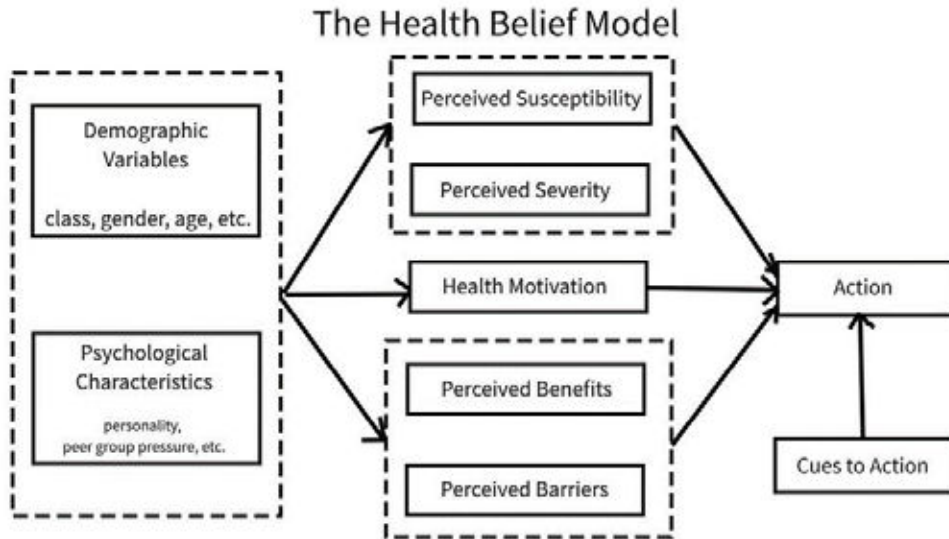 The Health Belief Model
Demographic
Variables
class, gender, age, etc.
Psychological
Characteristics
personality,
peer group pressure, etc.
Perceived Susceptibility
Perceived Severity
Health Motivation
Perceived Benefits
Perceived Barriers
Action
Cues to Action